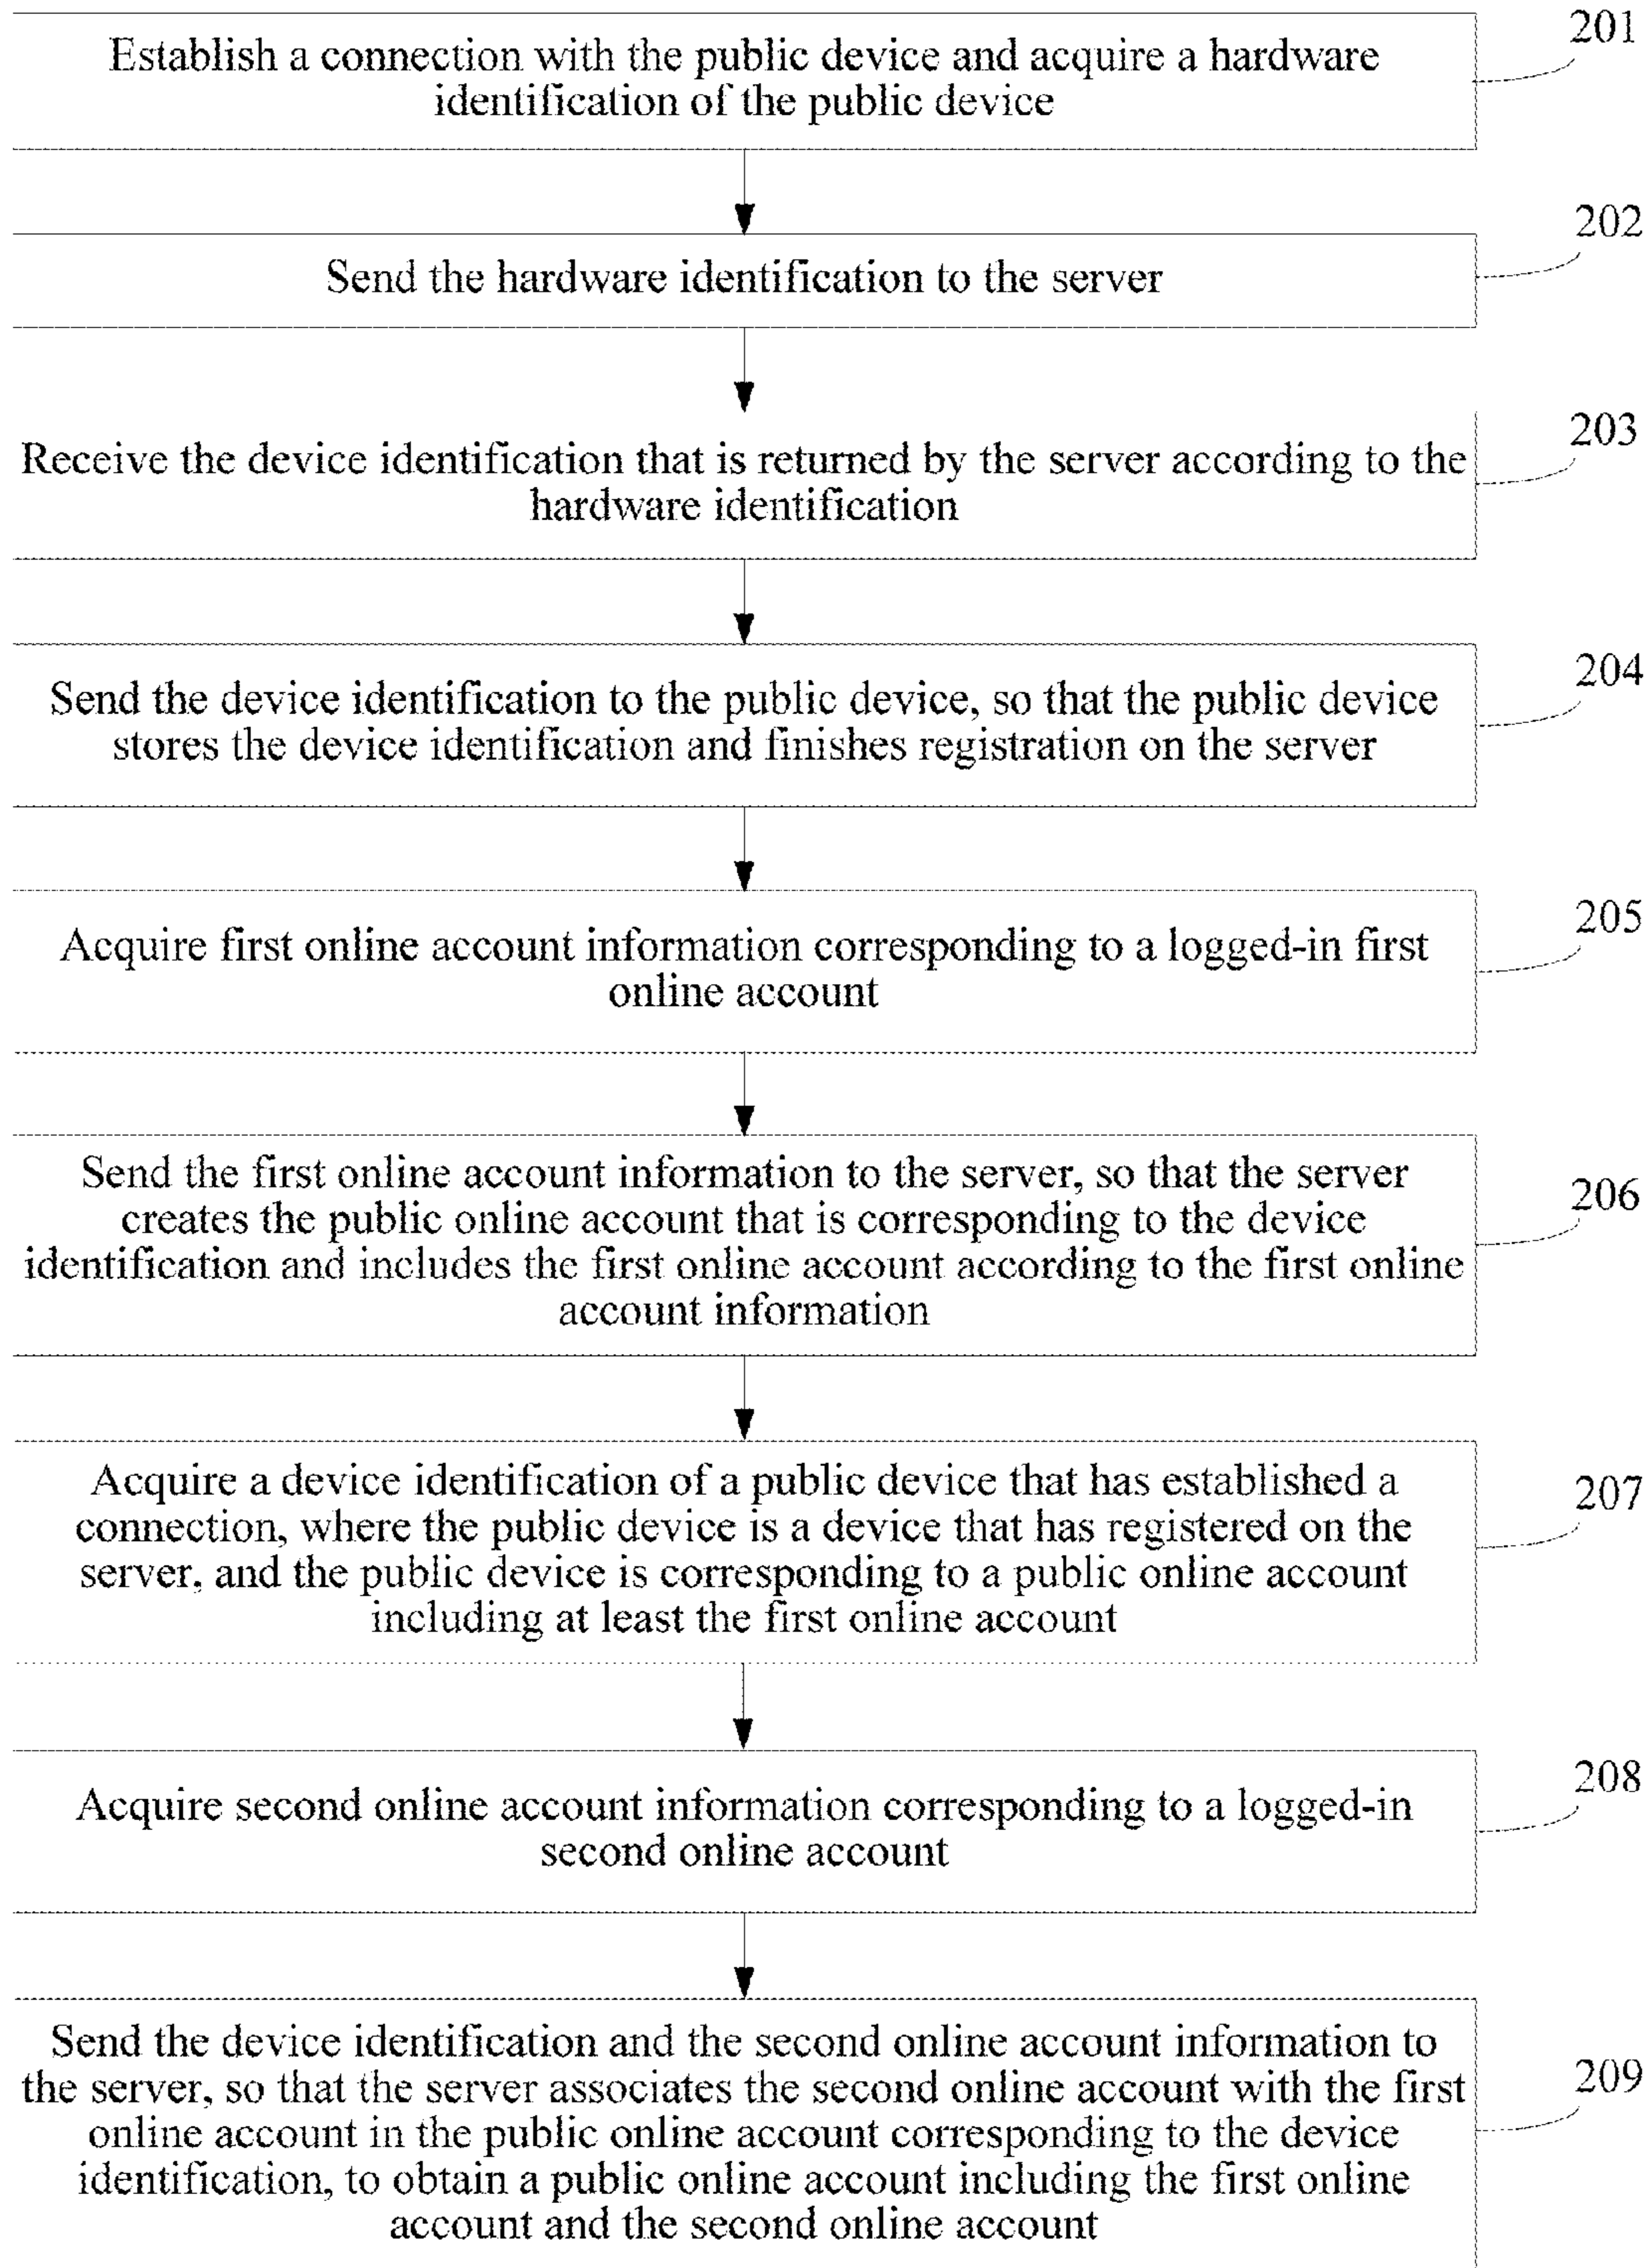 201
Establish a connection with the public device and acquire a hardware
identification of the public device
202
Send the hardware identification to the server
203
Receive the device identification that is returned by the server according to the
hardware identification
204
Send the device identification to the public device, so that the public device
stores the device identification and finishes registration on the server
205
Acquire first online account information corresponding to a logged-in first
online account
Send the first online account information to the server, so that the server
206
creates the public online account that is corresponding to the device
identification and includes the first online account according to the first online
account information
Acquire a device identification of a public device that has established a
207
connection, where the public device is a device that has registered on the
server, and the public device is corresponding to a public online account
including at least the first online account
208
Acquire second online account information corresponding to a logged-in
second online account
Send the device identification and the second online account information to
209
the server, so that the server associates the second online account with the first
online account in the public online account corresponding to the device
identification, to obtain a public online account including the first online
account and the second online account